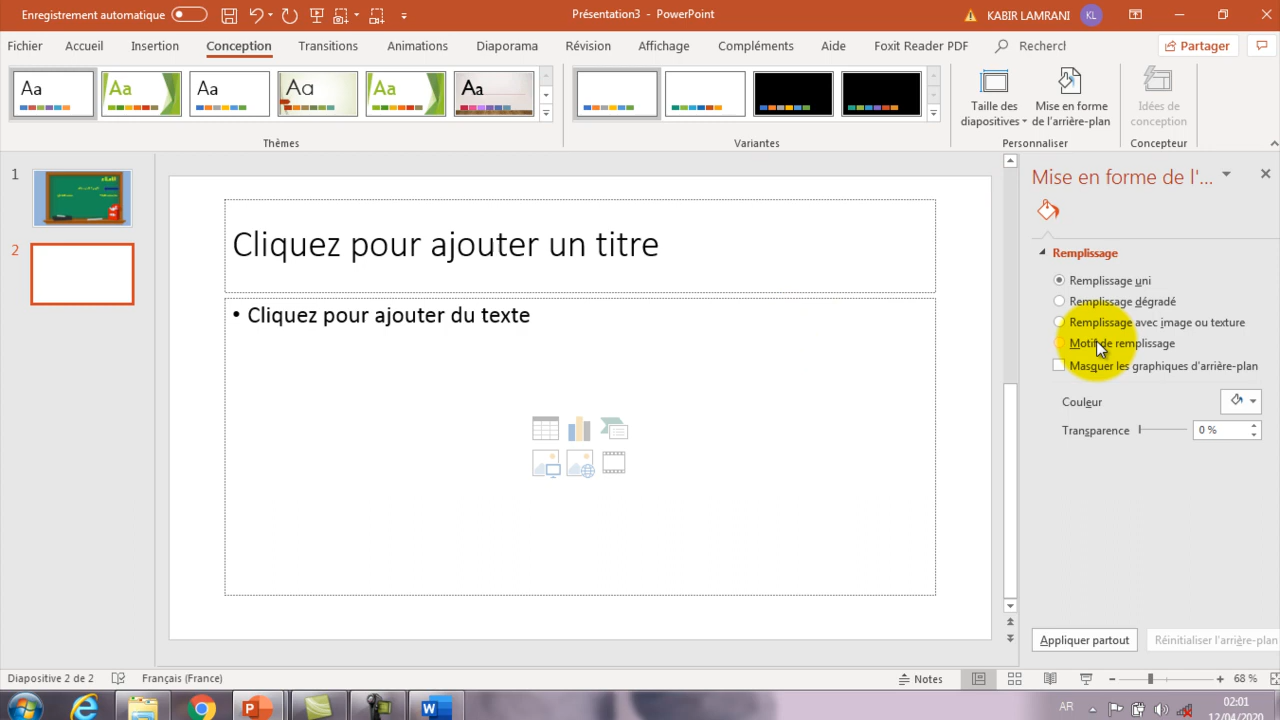 Enregistrement automatique
Présentation3 - PowerPoint
KABIR LAMRANI KL
Fichier Accueil Insertion Conception Transitions Animations Diaporama Révision Affichage Compléments Aide Foxit Reader PDF Recherch Partager
Aa Aa Aa Aa Aa Aa
Taille des diapositives
Mise en forme de l'arrière-plan
Idées de conception
Thèmes Variantes Personnaliser Concepteur
1
2
Cliquez pour ajouter un titre
• Cliquez pour ajouter du texte
Mise en forme de l'...
Remplissage
Remplissage uni
Remplissage dégradé
Remplissage avec image ou texture
Motif de remplissage
Masquer les graphiques d'arrière-plan
Couleur
Transparence 0 %
Appliquer partout Réinitialiser l'arrière-plan
Diapositive 2 de 2 Français (France) Notes 68 %
AR 02:01
12/04/2020